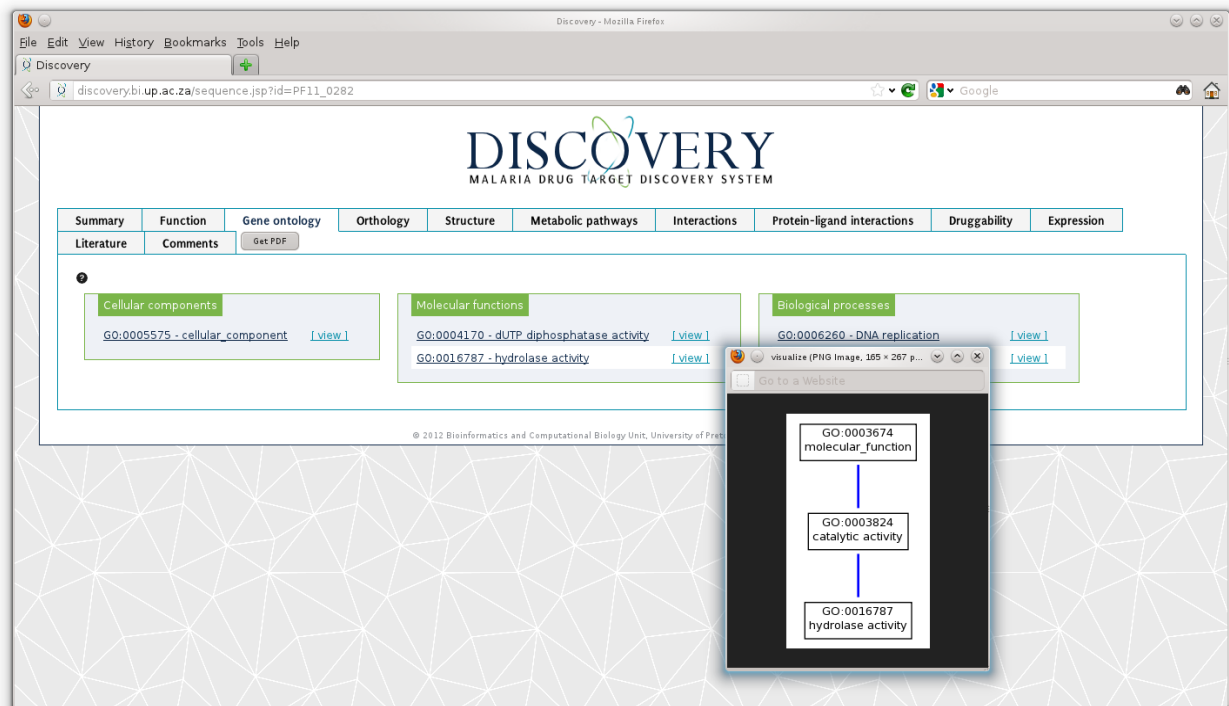 Discovery - Mozilla Firefox
File Edit View History Bookmarks Tools Help
Discovery
discovery.bi.up.ac.za/sequence.jsp?id=PF11_0282
Google
DISCOVERY
MALARIA DRUG TARGET DISCOVERY SYSTEM
Summary Function Gene ontology Orthology Structure Metabolic pathways Interactions Protein-ligand interactions Druggability Expression
Literature Comments Get PDF
?
Cellular components Molecular functions Biological processes
GO:0005575 - cellular_component [ view ] GO:0004170 - dUTP diphosphatase activity [ view ] GO:0006260 - DNA replication [ view ]
GO:0016787 - hydrolase activity [ view ] [ view ]
visualize (PNG Image, 165 × 267 p...
Go to a Website
GO:0003674
molecular_function
GO:0003824
catalytic activity
GO:0016787
hydrolase activity
© 2012 Bioinformatics and Computational Biology Unit, University of